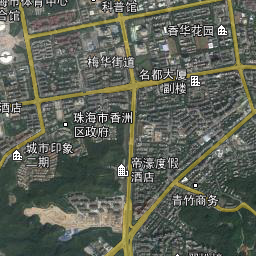 海市体育中心
科普馆
合馆
香华花园
梅华街道
名都大厦
副楼
酒店
珠海市香洲
区政府
城市印象
二期
帝濠度假
酒店
青竹商务